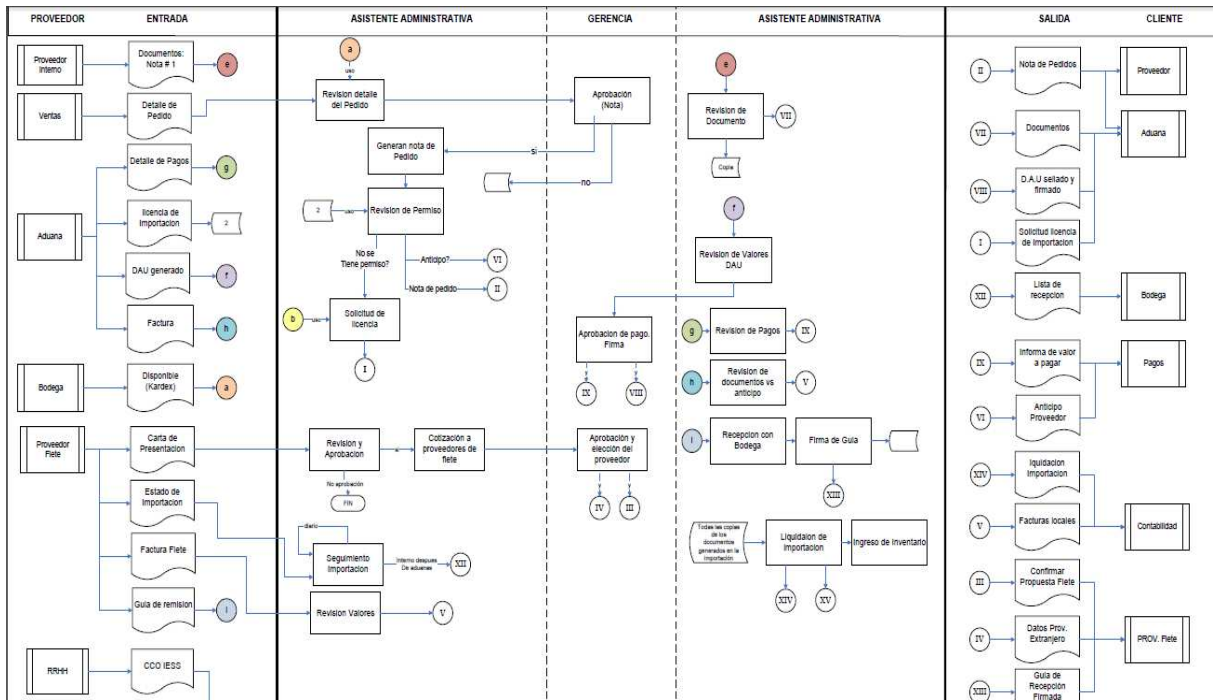 PROVEEDOR
ENTRADA
ASISTENTE ADMINISTRATIVA
GERENCIA
ASISTENTE ADMINISTRATIVA
SALIDA
CLIENTE
Proveedor
Interno
Documentos:
Nota # 1
e
Ventas
Detalle de
Pedido
Aduana
Detalle de Pagos
g
licencia de
Importacion
2
DAU generado
f
Factura
h
Bodega
Disponible
(Kardex)
a
Proveedor
Flete
Carta de
Presentacion
Estado de
Importacion
Factura Flete
Guia de remision
i
RRHH
CCO IESS
a
uso
Revision detalle
del Pedido
Generan nota de
Pedido
2
uso
Revision de Permiso
No se
Tiene permiso?
Anticipo?
VI
Nota de pedido
II
b
uso
Solicitud de
licencia
I
Revision y
Aprobacion
No aprobación
FIN
Cotización a
proveedores de
flete
diario
Seguimiento
Importacion
Interno despues
De aduanas
XII
Revision Valores
V
Aprobación
(Nota)
si
no
Aprobacion de pago.
Firma
y
y
IX
VIII
Aprobación y
elección del
proveedor
y
y
IV
III
e
Revision de
Documento
VII
Copia
f
Revision de Valores
DAU
g
Revision de Pagos
IX
h
Revision de
documentos vs
anticipo
V
i
Recepcion con
Bodega
Firma de Guia
XIII
Todas las copias
de los
documentos
generados en la
importación
Liquidaion de
Importacion
Ingreso de Inventario
XIV
XV
II
Nota de Pedidos
Proveedor
VII
Documentos
Aduana
VIII
D.A.U sellado y
firmado
I
Solicitud licencia
de Importacion
XII
Lista de
recepcion
Bodega
IX
Informa de valor
a pagar
Pagos
VI
Anticipo
Proveedor
XIV
lquidacion
Importacion
V
Facturas locales
Contabilidad
III
Confirmar
Propuesta Flete
IV
Datos Prov.
Extranjero
PROV. Flete
XIII
Guia de
Recepción
Firmada